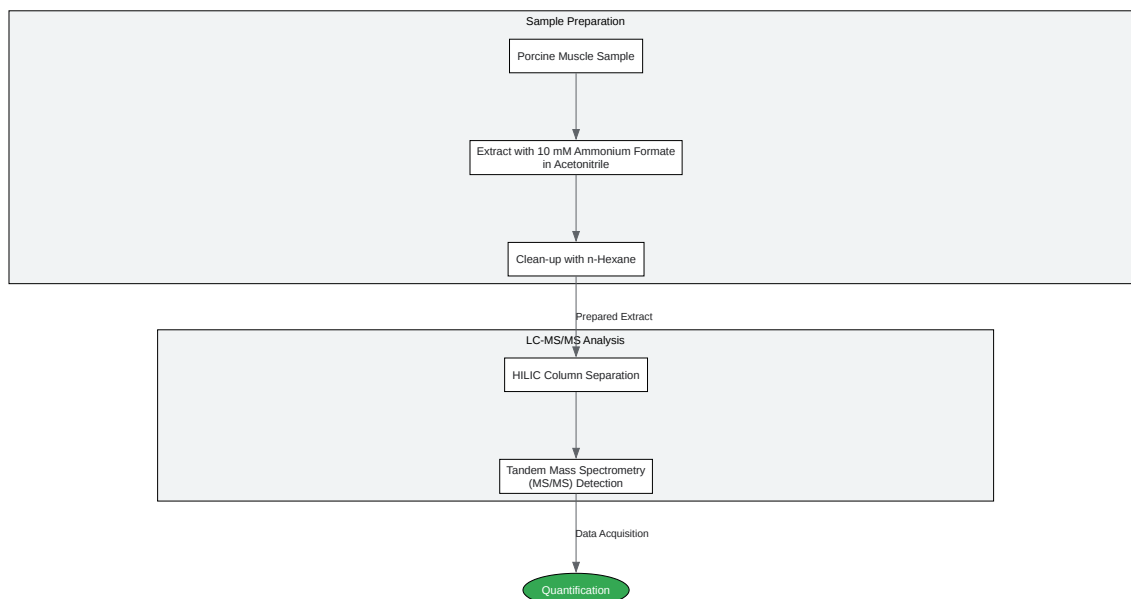 Sample Preparation
Porcine Muscle Sample
Extract with 10 mM Ammonium Formate
in Acetonitrile
Clean-up with n-Hexane
Prepared Extract
LC-MS/MS Analysis
HILIC Column Separation
Tandem Mass Spectrometry
(MS/MS) Detection
Data Acquisition
Quantification